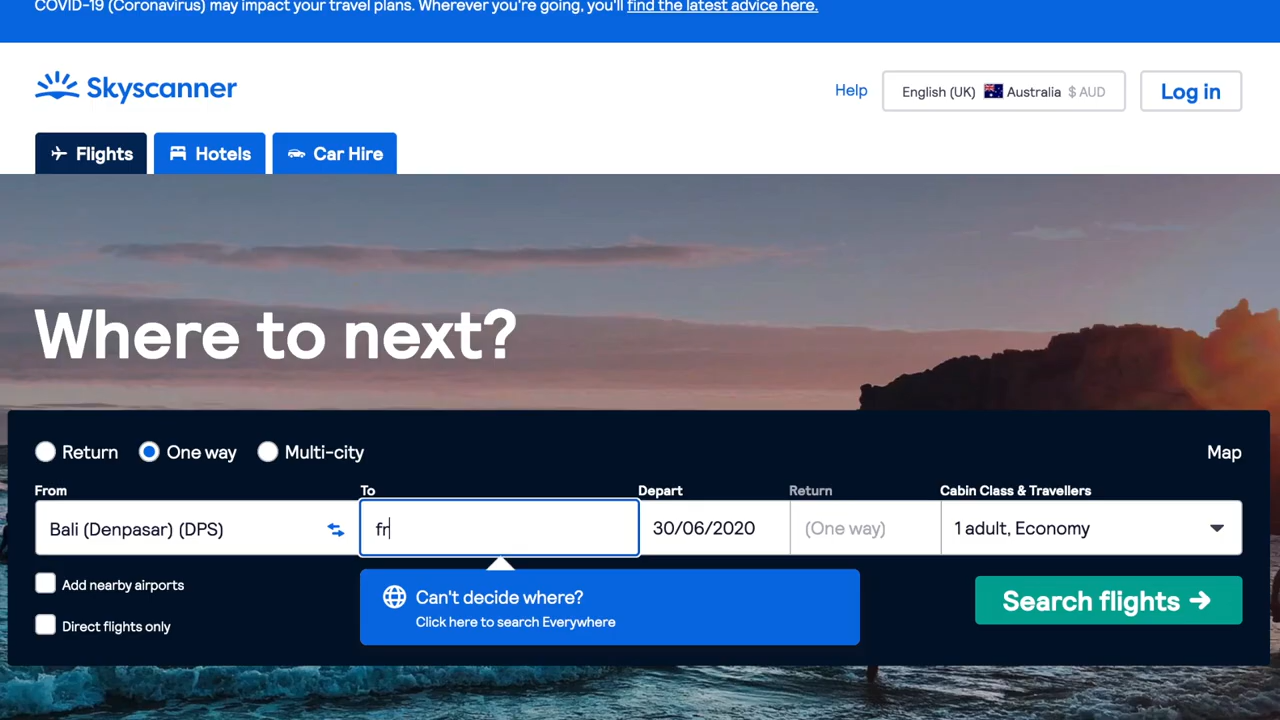 COVID-19 (Coronavirus) may impact your travel plans. Wherever you're going, you'll find the latest advice here.
Skyscanner
Help
English (UK) Australia $ AUD
Log in
Flights
Hotels
Car Hire
Where to next?
Return
One way
Multi-city
Map
From
To
Depart
Return
Cabin Class & Travellers
Bali (Denpasar) (DPS)
fr
30/06/2020
(One way)
1 adult, Economy
Add nearby airports
Direct flights only
Can't decide where?
Click here to search Everywhere
Search flights